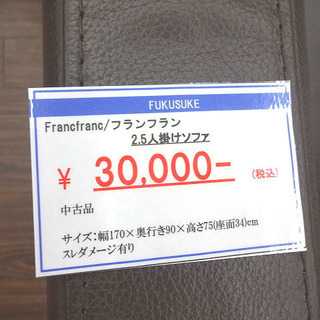 FUKUSUKE
Francfranc/フランフラン
2.5人掛けソファ
¥ 30,000- (税込)
中古品
サイズ:幅170×奥行き90×高さ75(座面34)cm
スレダメージ有り